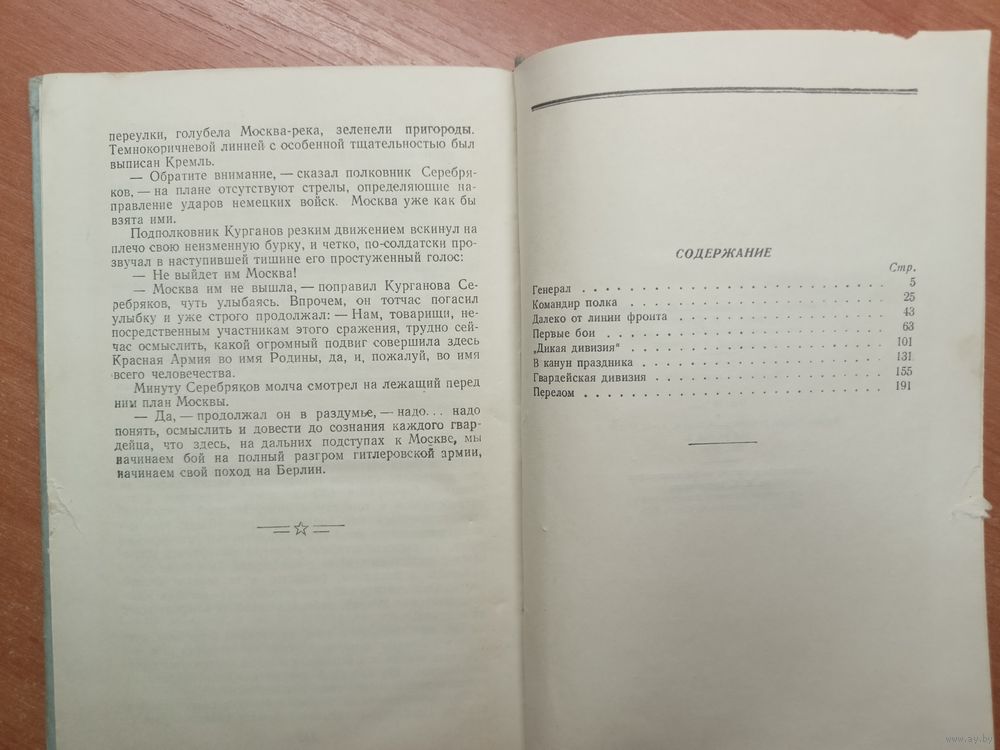 переулки, голубела Москва-река, зеленели пригороды.
Темнокоричневой линией с особенной тщательностью был
выписан Кремль.
— Обратите внимание, — сказал полковник Серебря-
ков, — на плане отсутствуют стрелы, определяющие на-
правление ударов немецких войск. Москва уже как бы
взята ими.
Подполковник Курганов резким движением вскинул на
плечо свою неизменную бурку, и четко, по-солдатски про-
звучал в наступившей тишине его простуженный голос:
— Не выйдет им Москва!
— Москва им не вышла, — поправил Курганова Се-
ребряков, чуть улыбаясь. Впрочем, он тотчас погасил
улыбку и уже строго продолжал: — Нам, товарищи, не-
посредственным участникам этого сражения, трудно сей-
час осмыслить, какой огромный подвиг совершила здесь
Красная Армия во имя Родины, да, и, пожалуй, во имя
всего человечества.
Минуту Серебряков молча смотрел на лежащий перед
ним план Москвы.
— Да, — продолжал он в раздумье, — надо... надо
понять, осмыслить и довести до сознания каждого гвар-
дейца, что здесь, на дальних подступах к Москве, мы
начинаем бой на полный разгром гитлеровской армии,
начинаем свой поход на Берлин.
СОДЕРЖАНИЕ
Стр.
Генерал . . . . . . . . . . 5
Командир полка . . . . . . . . . . 25
Далеко от линии фронта . . . . . . . . . . 43
Первые бои . . . . . . . . . . 63
„Дикая дивизия“ . . . . . . . . . . 101
В канун праздника . . . . . . . . . . 131
Гвардейская дивизия . . . . . . . . . . 155
Перелом . . . . . . . . . . 191
www.ay.by